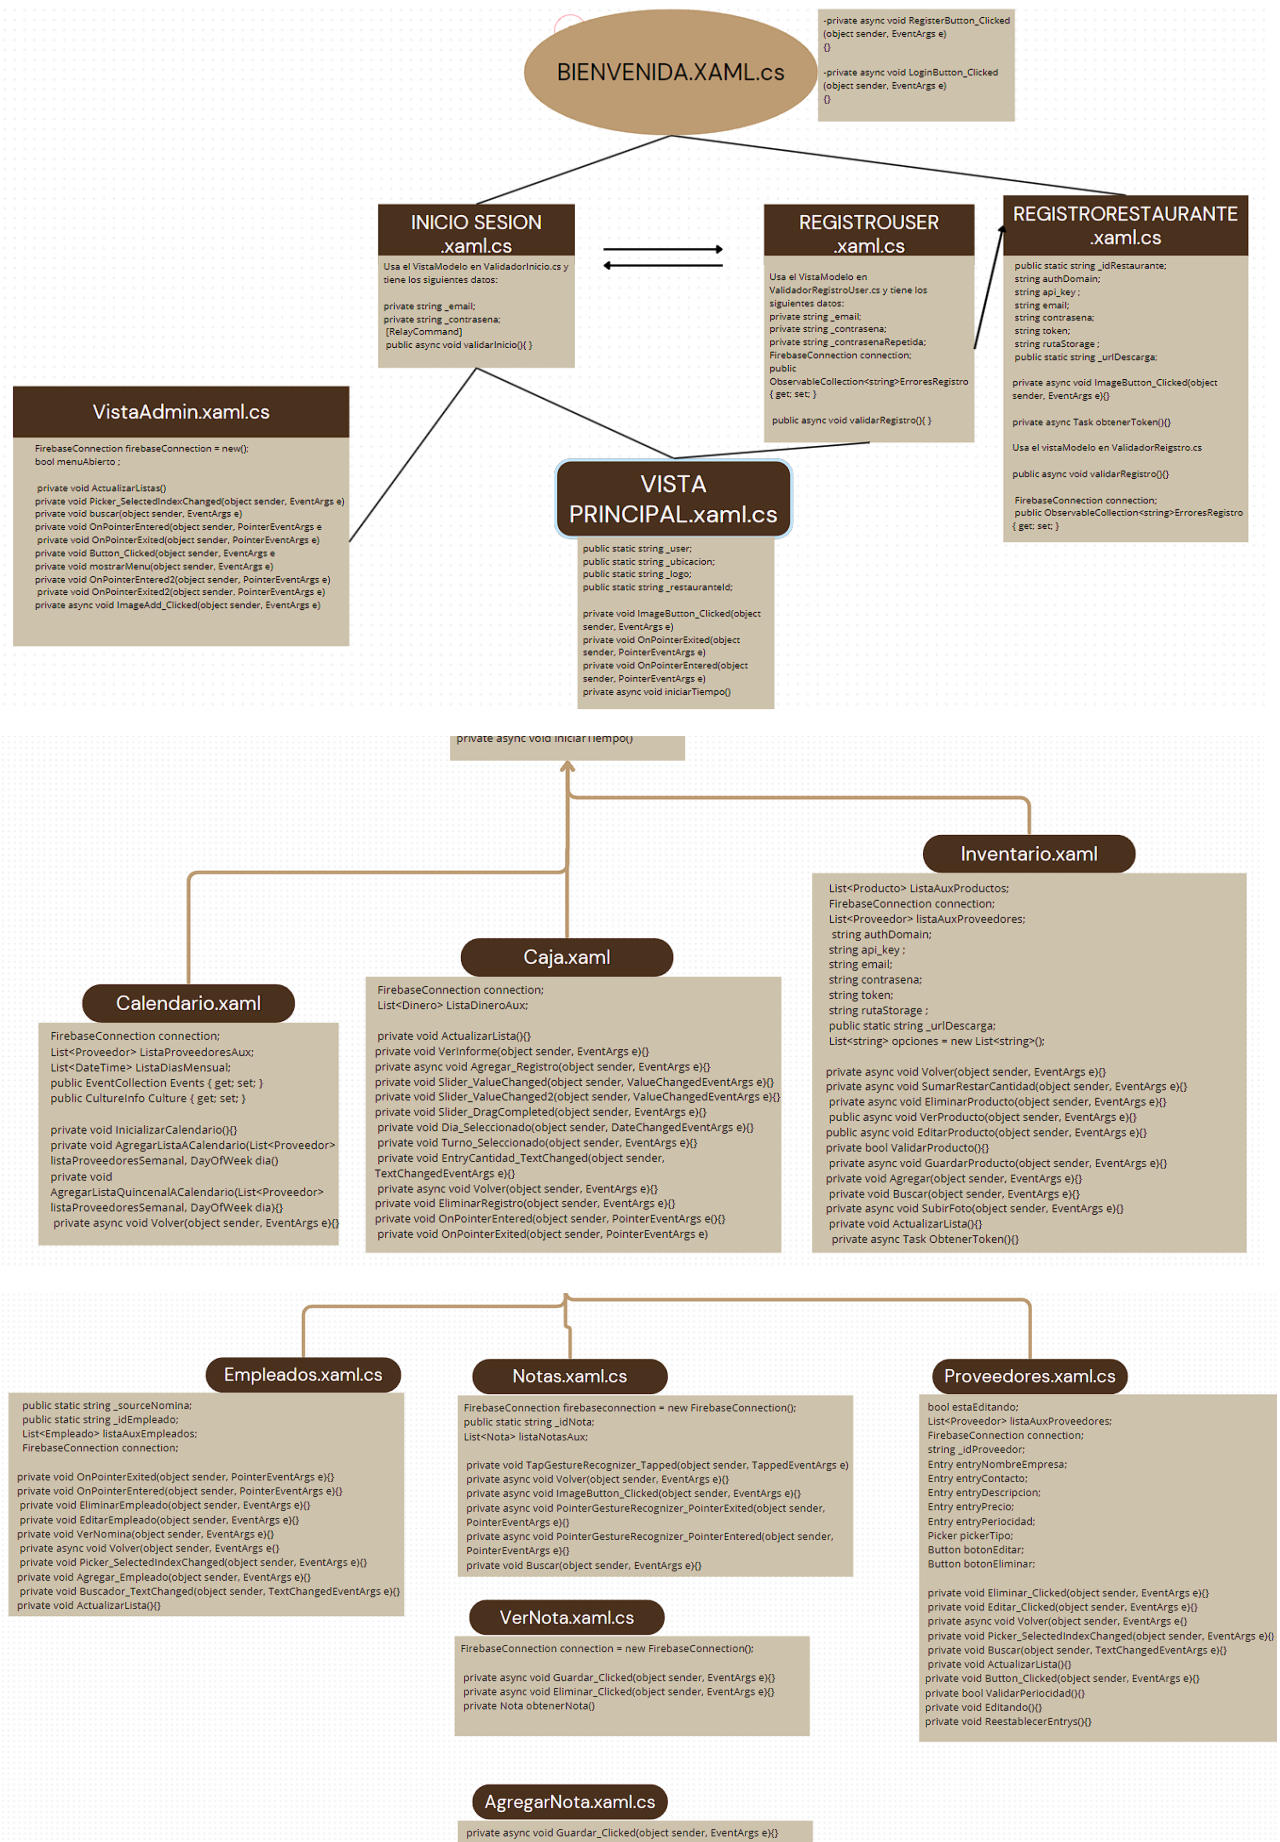 BIENVENIDA.XAML.cs
-private async void RegisterButton_Clicked
(object sender, EventArgs e)
{}
-private async void LoginButton_Clicked
(object sender, EventArgs e)
{}
INICIO SESION
.xaml.cs
Usa el VistaModelo en ValidadorInicio.cs y
tiene los siguientes datos:
private string _email;
private string _contrasena;
[RelayCommand]
public async void validarInicio(){ }
REGISTROUSER
.xaml.cs
Usa el VistaModelo en
ValidadorRegistroUser.cs y tiene los
siguientes datos:
private string _email;
private string _contrasena;
private string _contrasenaRepetida;
FirebaseConnection connection;
public
ObservableCollection<string>ErroresRegistro
{ get; set; }
public async void validarRegistro(){ }
REGISTRORESTAURANTE
.xaml.cs
public static string _idRestaurante;
string authDomain;
string api_key ;
string email;
string contrasena;
string token;
string rutaStorage ;
public static string _urlDescarga;
private async void ImageButton_Clicked(object
sender, EventArgs e){}
private async Task obtenerToken(){}
Usa el vistaModelo en ValidadorReigstro.cs
public async void validarRegistro(){}
FirebaseConnection connection;
public ObservableCollection<string>ErroresRegistro
{ get; set; }
VistaAdmin.xaml.cs
FirebaseConnection firebaseConnection = new();
bool menuAbierto ;
private void ActualizarListas()
private void Picker_SelectedIndexChanged(object sender, EventArgs e)
private void buscar(object sender, EventArgs e)
private void OnPointerEntered(object sender, PointerEventArgs e
private void OnPointerExited(object sender, PointerEventArgs e)
private void Button_Clicked(object sender, EventArgs e
private void mostrarMenu(object sender, EventArgs e)
private void OnPointerEntered2(object sender, PointerEventArgs e)
private void OnPointerExited2(object sender, PointerEventArgs e)
private async void ImageAdd_Clicked(object sender, EventArgs e)
VISTA
PRINCIPAL.xaml.cs
public static string _user;
public static string _ubicacion;
public static string _logo;
public static string _restauranteId;
private void ImageButton_Clicked(object
sender, EventArgs e)
private void OnPointerExited(object
sender, PointerEventArgs e)
private void OnPointerEntered(object
sender, PointerEventArgs e)
private async void iniciarTiempo()
private async void iniciarTiempo()
Calendario.xaml
FirebaseConnection connection;
List<Proveedor> ListaProveedoresAux;
List<DateTime> ListaDiasMensual;
public EventCollection Events { get; set; }
public CultureInfo Culture { get; set; }
private void InicializarCalendario(){}
private void AgregarListaACalendario(List<Proveedor>
listaProveedoresSemanal, DayOfWeek dia()
private void
AgregarListaQuincenalACalendario(List<Proveedor>
listaProveedoresSemanal, DayOfWeek dia){}
private async void Volver(object sender, EventArgs e){}
Caja.xaml
FirebaseConnection connection;
List<Dinero> ListaDineroAux;
private void ActualizarLista(){}
private void VerInforme(object sender, EventArgs e){}
private async void Agregar_Registro(object sender, EventArgs e){}
private void Slider_ValueChanged(object sender, ValueChangedEventArgs e){}
private void Slider_ValueChanged2(object sender, ValueChangedEventArgs e){}
private void Slider_DragCompleted(object sender, EventArgs e){}
private void Dia_Seleccionado(object sender, DateChangedEventArgs e){}
private void Turno_Seleccionado(object sender, EventArgs e){}
private void EntryCantidad_TextChanged(object sender,
TextChangedEventArgs e){}
private async void Volver(object sender, EventArgs e){}
private void EliminarRegistro(object sender, EventArgs e){}
private void OnPointerEntered(object sender, PointerEventArgs e(){}
private void OnPointerExited(object sender, PointerEventArgs e)
Inventario.xaml
List<Producto> ListaAuxProductos;
FirebaseConnection connection;
List<Proveedor> listaAuxProveedores;
string authDomain;
string api_key ;
string email;
string contrasena;
string token;
string rutaStorage ;
public static string _urlDescarga;
List<string> opciones = new List<string>();
private async void Volver(object sender, EventArgs e){}
private async void SumarRestarCantidad(object sender, EventArgs e){}
private async void EliminarProducto(object sender, EventArgs e){}
public async void VerProducto(object sender, EventArgs e){}
public async void EditarProducto(object sender, EventArgs e){}
private bool ValidarProducto(){}
private async void GuardarProducto(object sender, EventArgs e){}
private void Agregar(object sender, EventArgs e){}
private void Buscar(object sender, EventArgs e){}
private async void SubirFoto(object sender, EventArgs e){}
private void ActualizarLista(){}
private async Task ObtenerToken(){}
Empleados.xaml.cs
public static string _sourceNomina;
public static string _idEmpleado;
List<Empleado> listaAuxEmpleados;
FirebaseConnection connection;
private void OnPointerExited(object sender, PointerEventArgs e){}
private void OnPointerEntered(object sender, PointerEventArgs e){}
private void EliminarEmpleado(object sender, EventArgs e){}
private void EditarEmpleado(object sender, EventArgs e){}
private void VerNomina(object sender, EventArgs e){}
private async void Volver(object sender, EventArgs e{}
private void Picker_SelectedIndexChanged(object sender, EventArgs e){}
private void Agregar_Empleado(object sender, EventArgs e){}
private void Buscador_TextChanged(object sender, TextChangedEventArgs e){}
private void ActualizarLista(){}
Notas.xaml.cs
FirebaseConnection firebaseconnection = new FirebaseConnection();
public static string _idNota;
List<Nota> listaNotasAux;
private void TapGestureRecognizer_Tapped(object sender, TappedEventArgs e)
private async void Volver(object sender, EventArgs e){}
private async void ImageButton_Clicked(object sender, EventArgs e){}
private async void PointerGestureRecognizer_PointerExited(object sender,
PointerEventArgs e){}
private async void PointerGestureRecognizer_PointerEntered(object sender,
PointerEventArgs e){}
private void Buscar(object sender, EventArgs e){}
VerNota.xaml.cs
FirebaseConnection connection = new FirebaseConnection();
private async void Guardar_Clicked(object sender, EventArgs e){}
private async void Eliminar_Clicked(object sender, EventArgs e){}
private Nota obtenerNota()
AgregarNota.xaml.cs
private async void Guardar_Clicked(object sender, EventArgs e){}
Proveedores.xaml.cs
bool estaEditando;
List<Proveedor> listaAuxProveedores;
FirebaseConnection connection;
string _idProveedor;
Entry entryNombreEmpresa;
Entry entryContacto;
Entry entryDescripcion;
Entry entryPrecio;
Entry entryPeriocidad;
Picker pickerTipo;
Button botonEditar;
Button botonEliminar;
private void Eliminar_Clicked(object sender, EventArgs e){}
private void Editar_Clicked(object sender, EventArgs e){}
private async void Volver(object sender, EventArgs e{}
private void Picker_SelectedIndexChanged(object sender, EventArgs e){}
private void Buscar(object sender, TextChangedEventArgs e){}
private void ActualizarLista(){}
private void Button_Clicked(object sender, EventArgs e){}
private bool ValidarPeriocidad(){}
private void Editando(){}
private void ReestablecerEntrys(){}